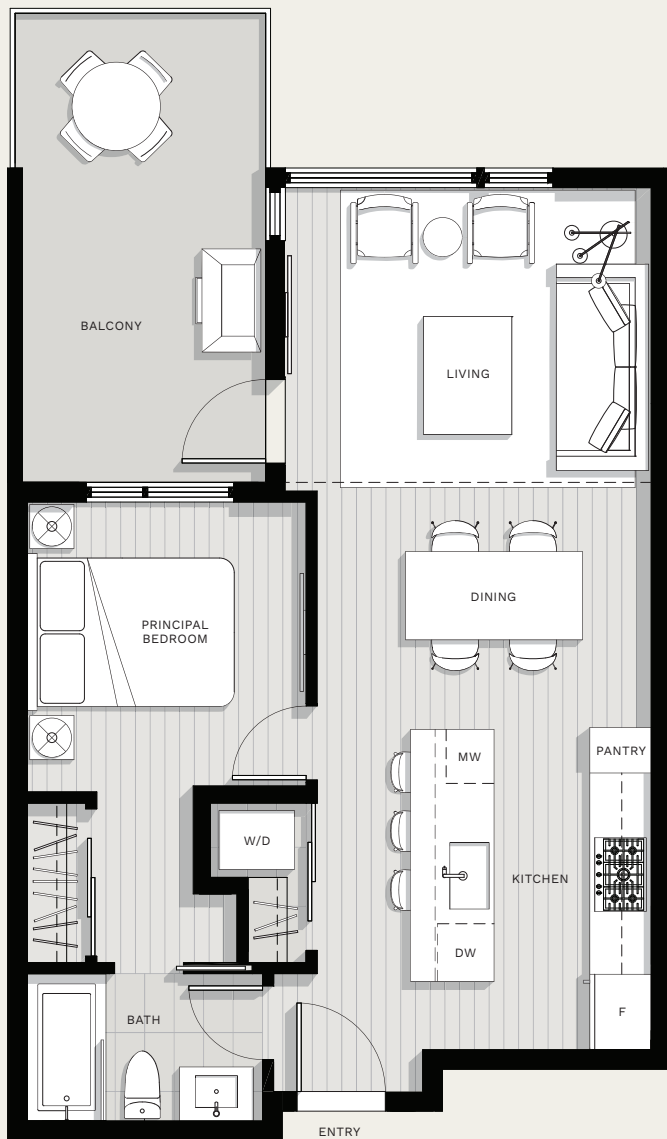 BALCONY
LIVING
DINING
PRINCIPAL
BEDROOM
MW
PANTRY
W/D
KITCHEN
DW
F
BATH
ENTRY